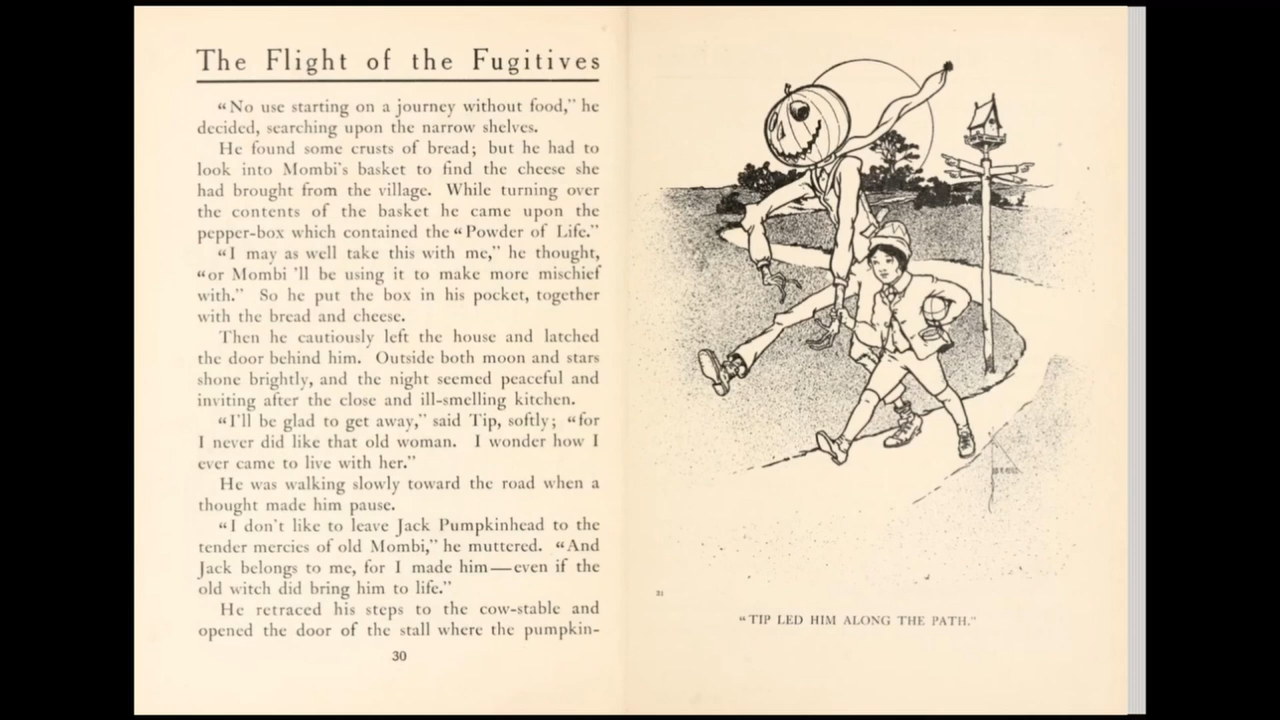 The Flight of the Fugitives
“No use starting on a journey without food,” he
decided, searching upon the narrow shelves.
He found some crusts of bread; but he had to
look into Mombi’s basket to find the cheese she
had brought from the village. While turning over
the contents of the basket he came upon the
pepper-box which contained the “Powder of Life.”
“I may as well take this with me,” he thought,
“or Mombi ’ll be using it to make more mischief
with.” So he put the box in his pocket, together
with the bread and cheese.
Then he cautiously left the house and latched
the door behind him. Outside both moon and stars
shone brightly, and the night seemed peaceful and
inviting after the close and ill-smelling kitchen.
“I’ll be glad to get away,” said Tip, softly; “for
I never did like that old woman. I wonder how I
ever came to live with her.”
He was walking slowly toward the road when a
thought made him pause.
“I don’t like to leave Jack Pumpkinhead to the
tender mercies of old Mombi,” he muttered. “And
Jack belongs to me, for I made him—even if the
old witch did bring him to life.”
He retraced his steps to the cow-stable and
opened the door of the stall where the pumpkin-
30
31
“TIP LED HIM ALONG THE PATH.”